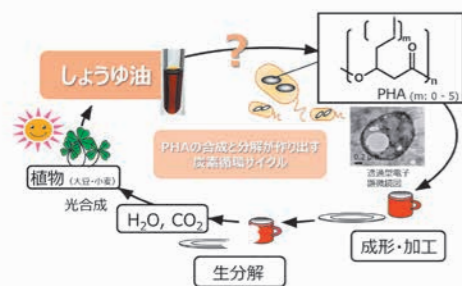 しょうゆ油
?
m
O
O
n
PHA (m: 0 - 5)
PHAの合成と分解が作り出す
炭素循環サイクル
0.2
透過型電子
顕微鏡図
植物(大豆・小麦)
光合成
H₂O, CO₂
生分解
成形・加工